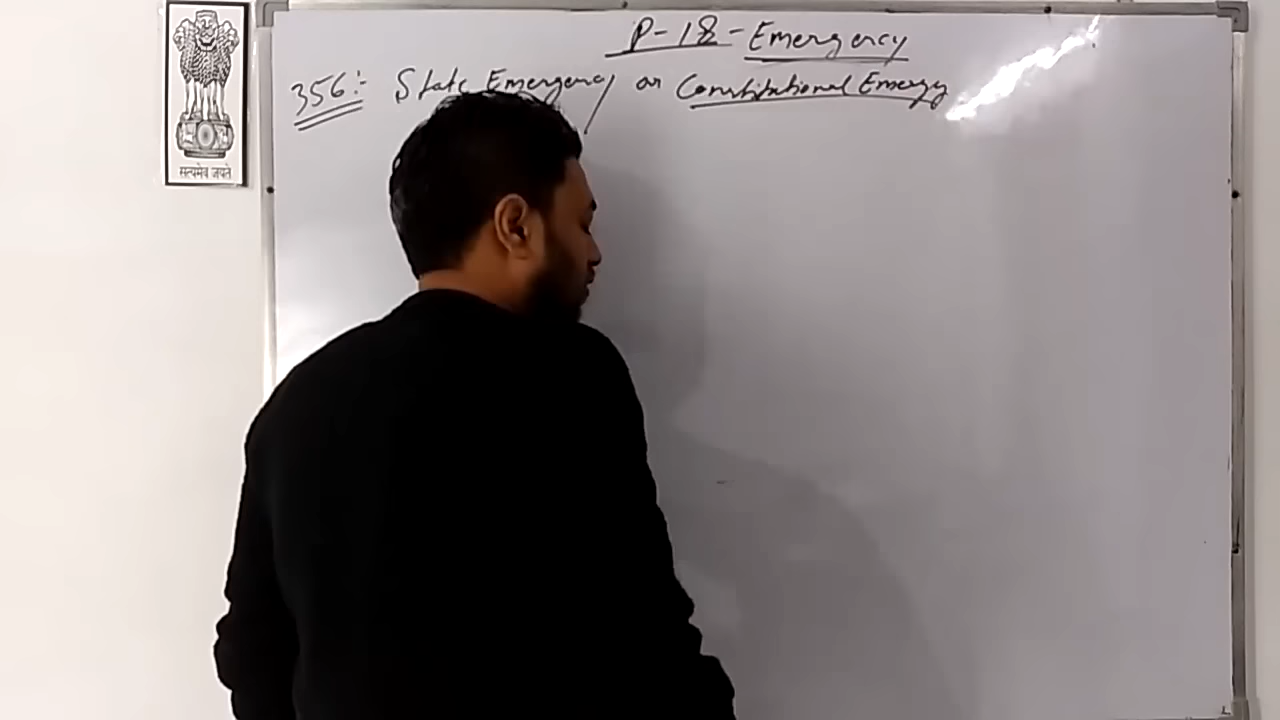 सत्यमेव जयते
P-18-Emergency
356:- State Emergency or Constitutional Emergy